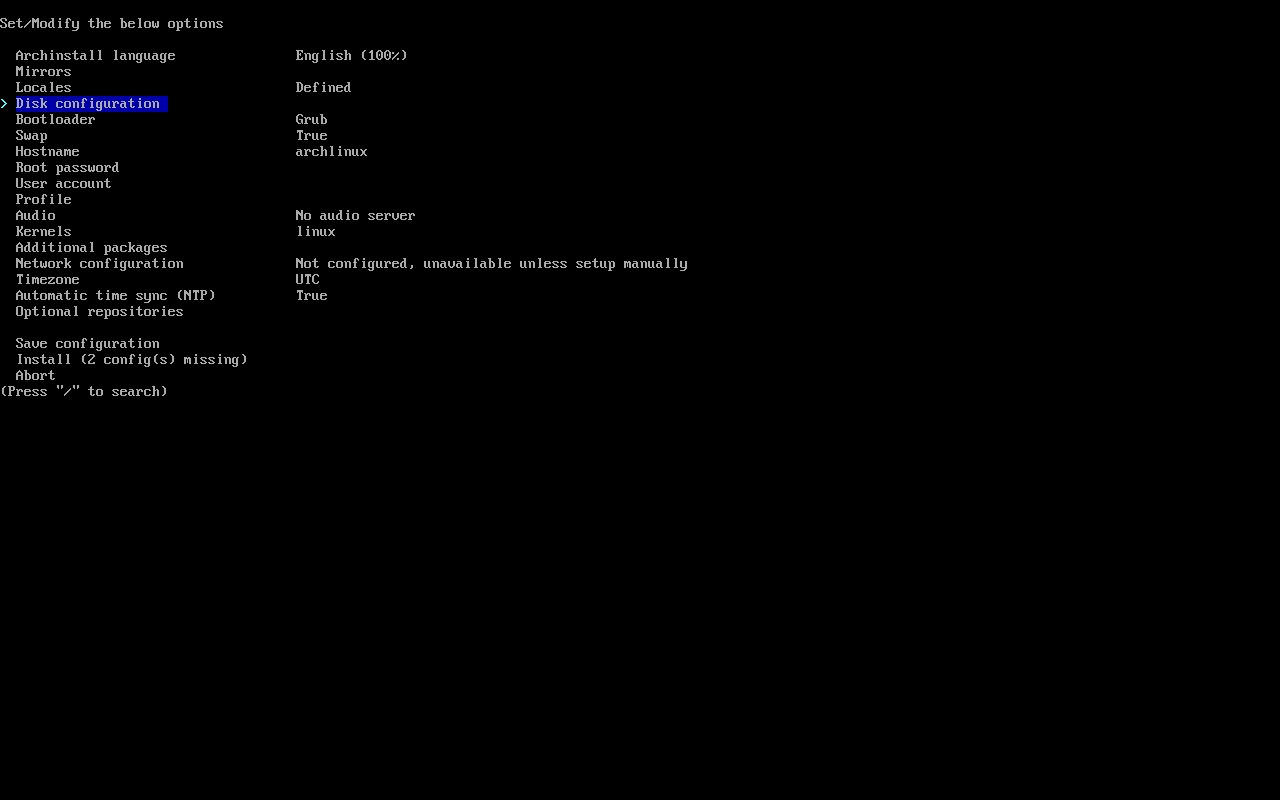 Set/Modify the below options
Archinstall language English (100%)
Mirrors
Locales Defined
> Disk configuration
Bootloader Grub
Swap True
Hostname archlinux
Root password
User account
Profile
Audio No audio server
Kernels linux
Additional packages
Network configuration Not configured, unavailable unless setup manually
Timezone UTC
Automatic time sync (NTP) True
Optional repositories
Save configuration
Install (2 config(s) missing)
Abort
(Press "/" to search)